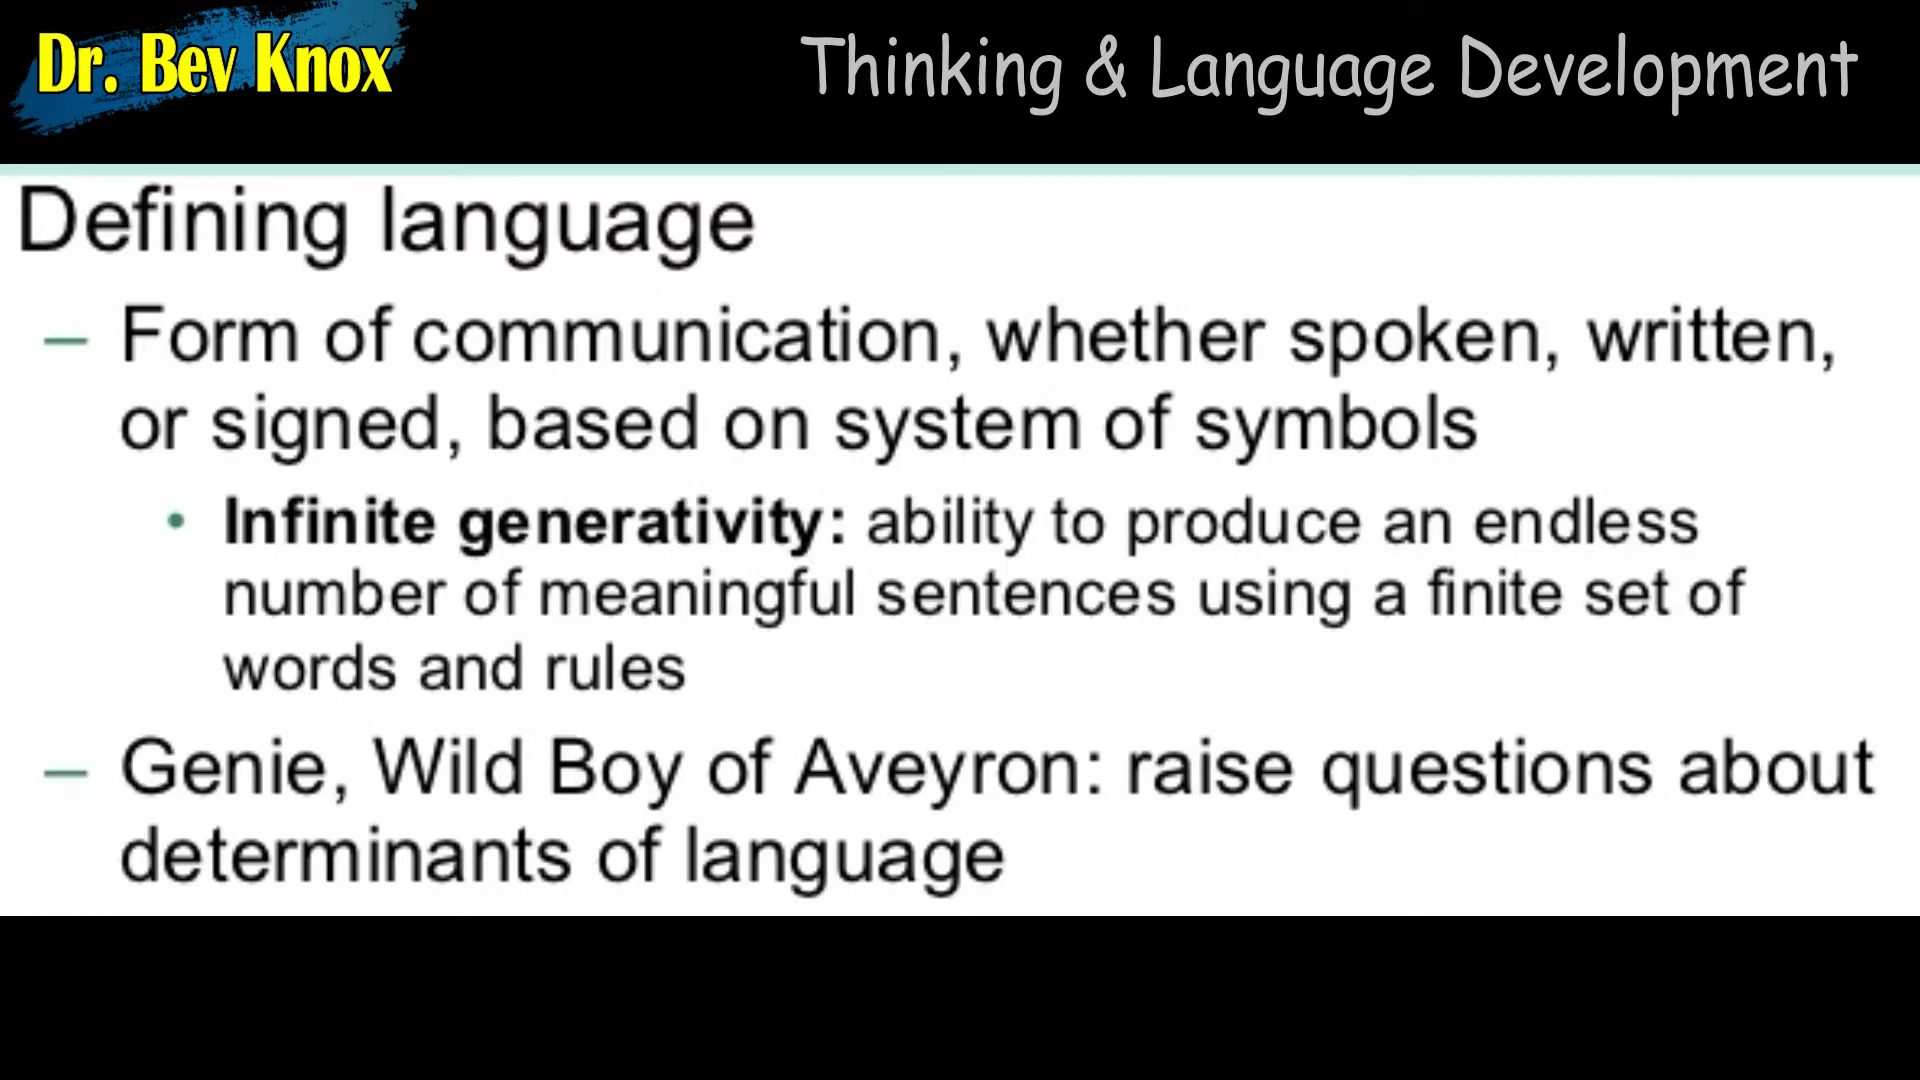 Dr. Bev Knox
Thinking & Language Development
Defining language
– Form of communication, whether spoken, written,
or signed, based on system of symbols
• Infinite generativity: ability to produce an endless
number of meaningful sentences using a finite set of
words and rules
– Genie, Wild Boy of Aveyron: raise questions about
determinants of language